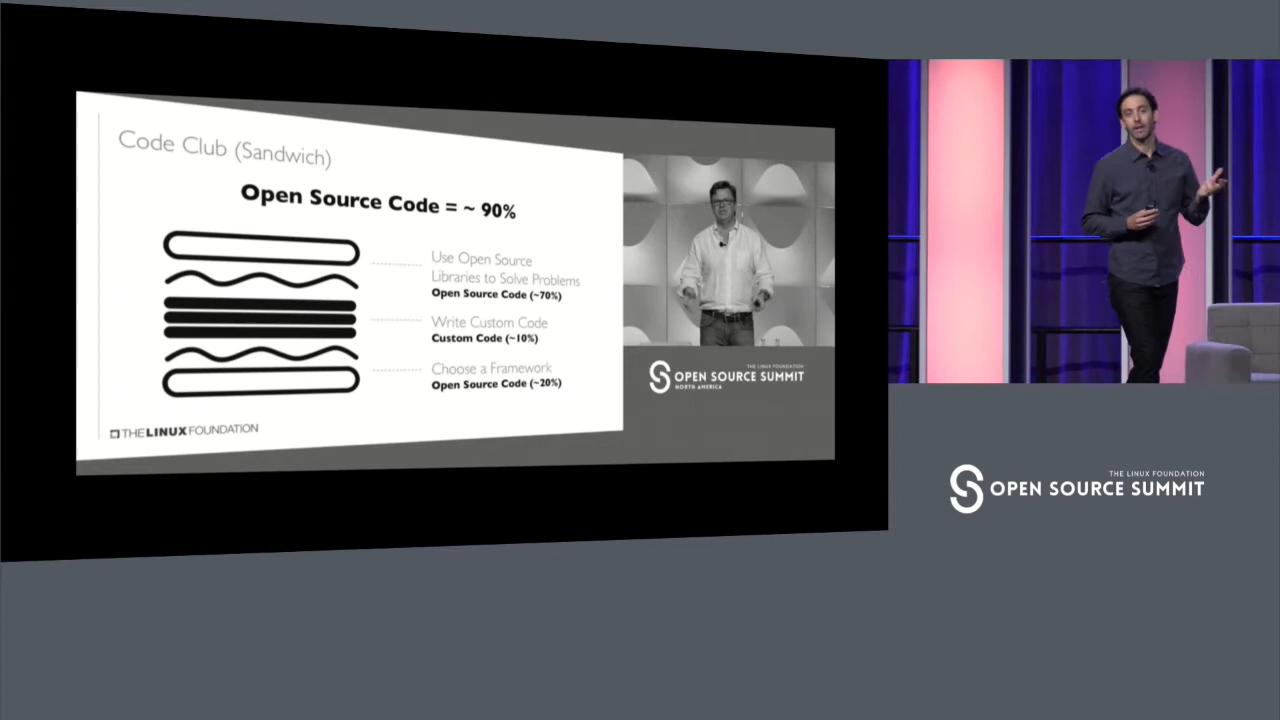 Code Club (Sandwich)
Open Source Code = ~ 90%
Use Open Source
Libraries to Solve Problems
Open Source Code (~70%)
Write Custom Code
Custom Code (~10%)
Choose a Framework
Open Source Code (~20%)
THE LINUX FOUNDATION
THE LINUX FOUNDATION
OPEN SOURCE SUMMIT
NORTH AMERICA
THE LINUX FOUNDATION
OPEN SOURCE SUMMIT